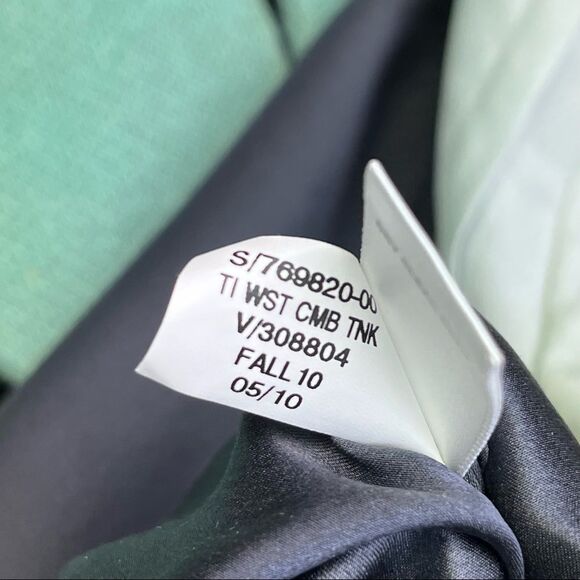 S/769820-00
TI WST CMB TNK
V/308804
FALL 10
05/10